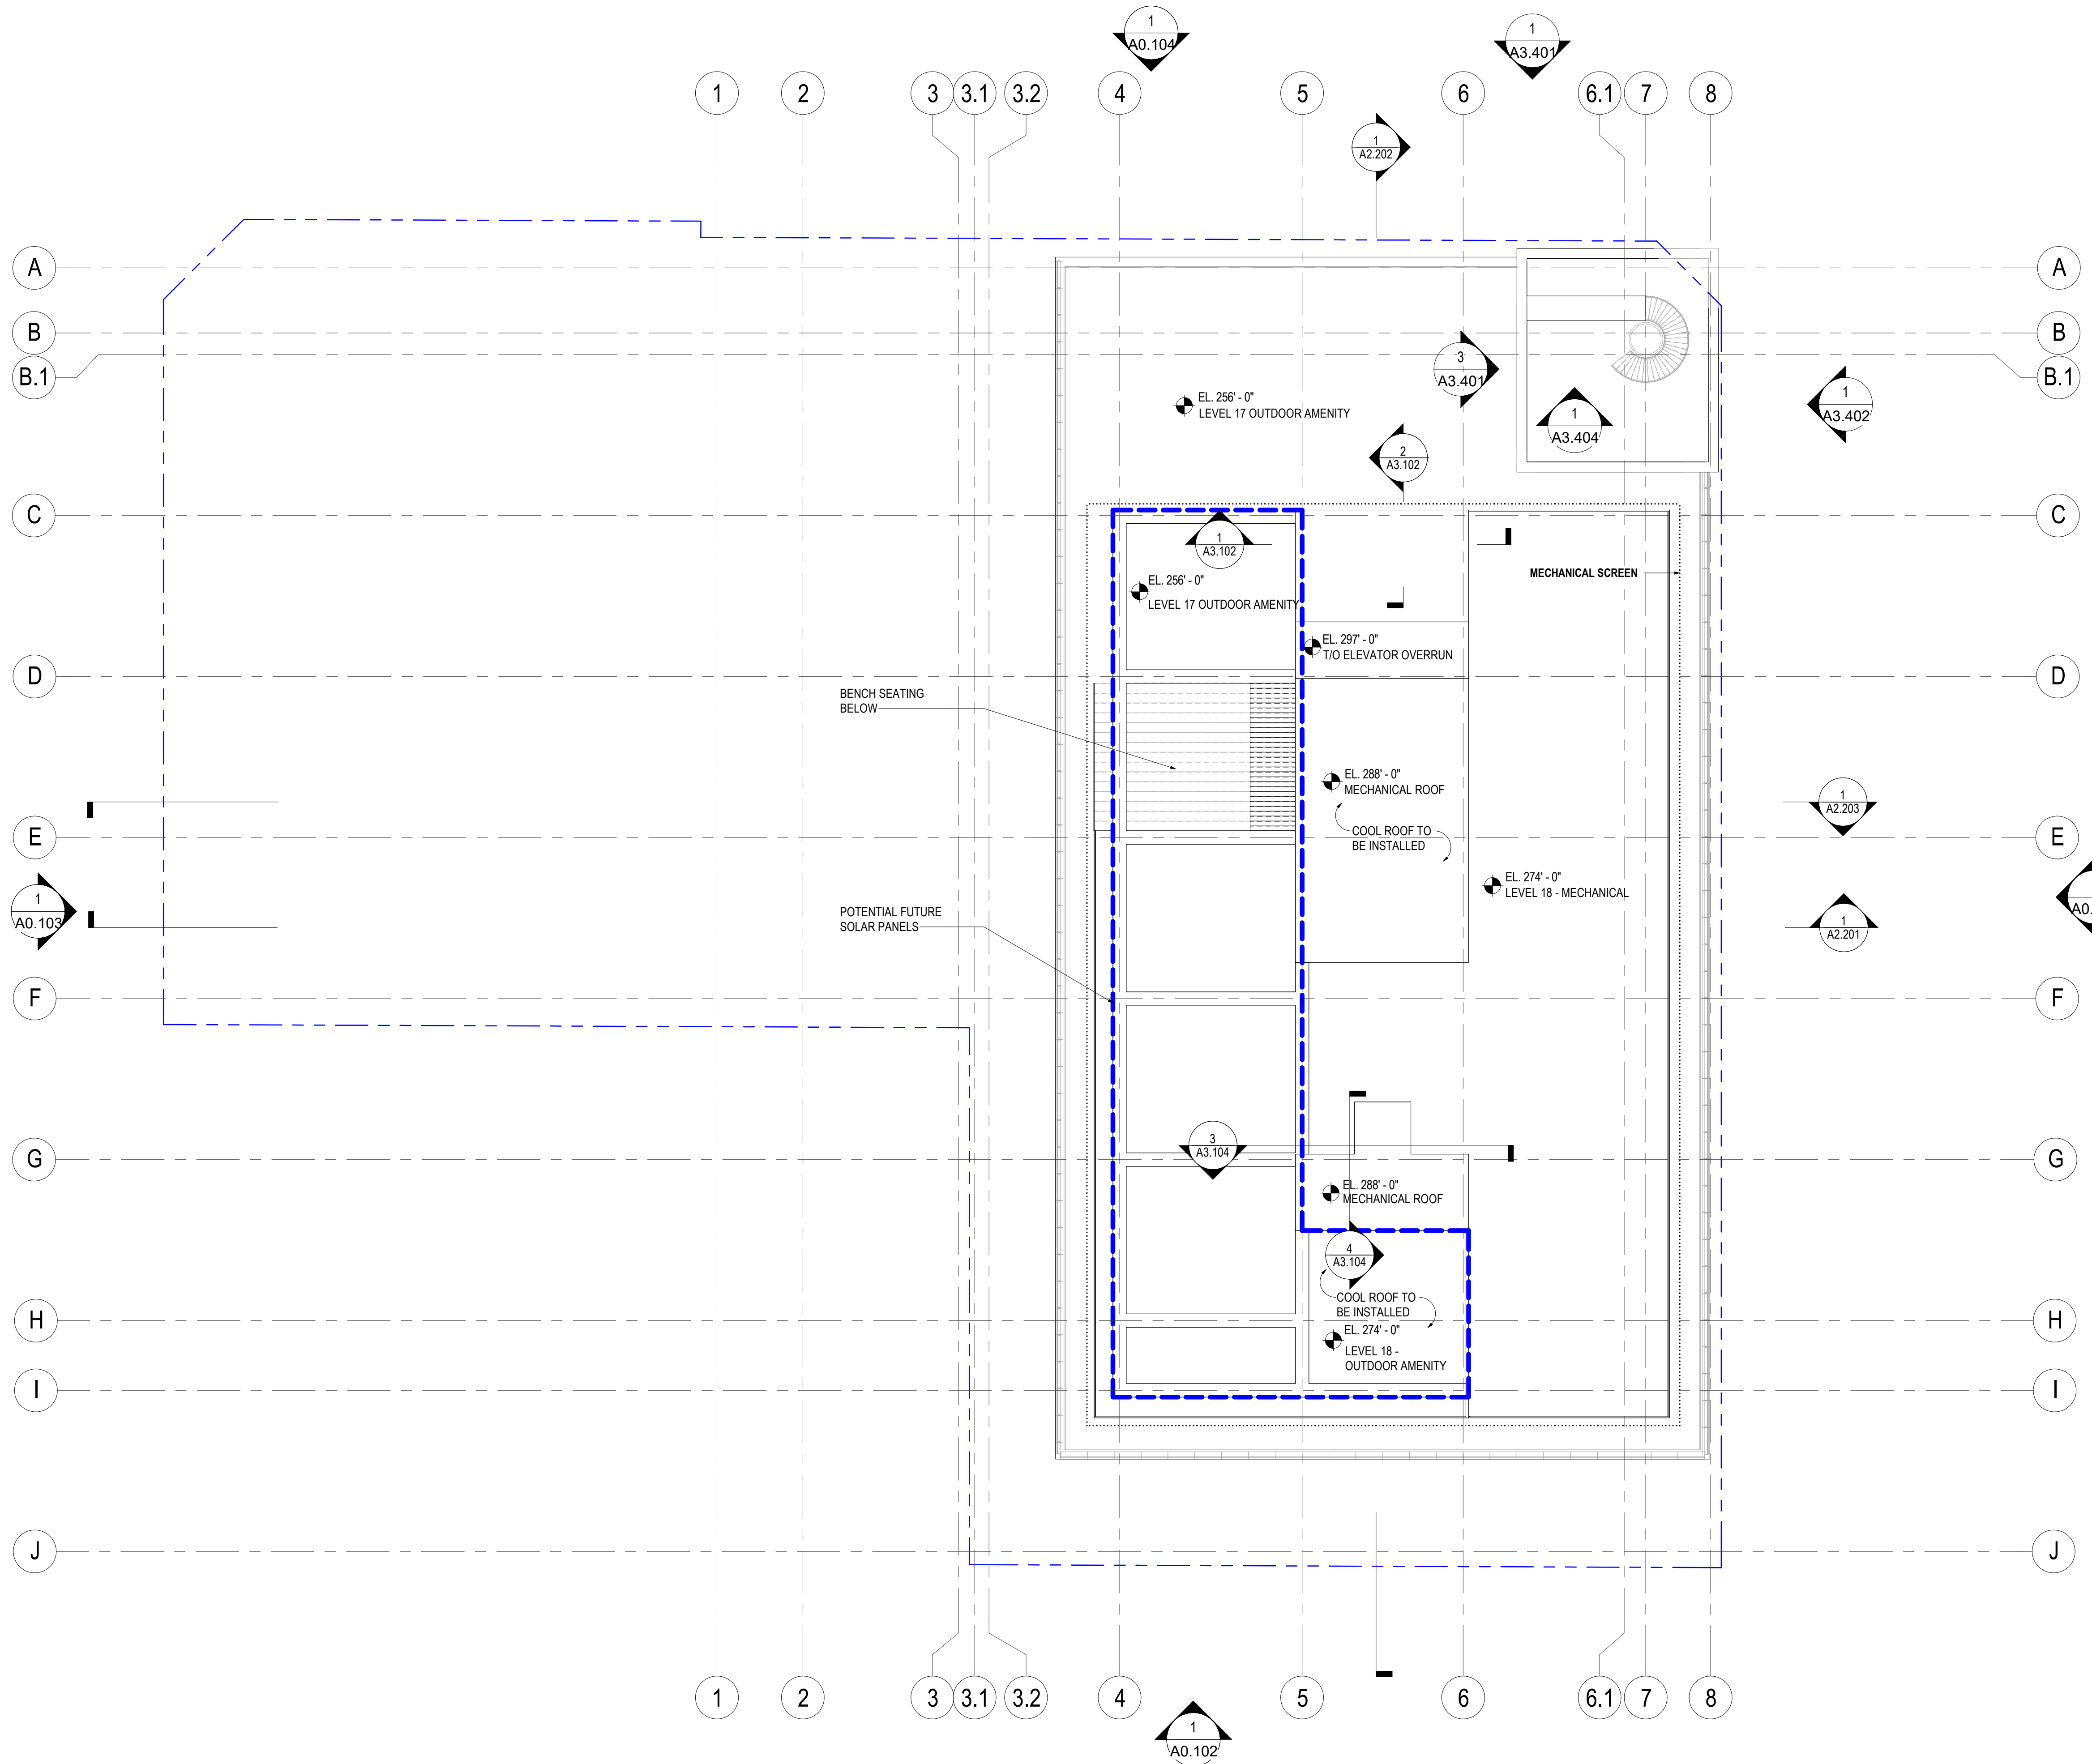 1
A0.104
1
A3.401
1
2
3
3.1
3.2
4
5
6
6.1
7
8
1
A2.202
A
A
B
B
B.1
B.1
3
A3.401
1
A3.402
EL. 256' - 0"
LEVEL 17 OUTDOOR AMENITY
1
A3.404
2
A3.102
C
C
1
A3.102
MECHANICAL SCREEN
EL. 256' - 0"
LEVEL 17 OUTDOOR AMENITY
EL. 297' - 0"
T/O ELEVATOR OVERRUN
D
D
BENCH SEATING
BELOW
EL. 288' - 0"
MECHANICAL ROOF
1
A2.203
COOL ROOF TO
BE INSTALLED
E
E
EL. 274' - 0"
LEVEL 18 - MECHANICAL
1
A0.103
A0.
POTENTIAL FUTURE
SOLAR PANELS
1
A2.201
F
F
3
A3.104
G
G
EL. 288' - 0"
MECHANICAL ROOF
4
A3.104
COOL ROOF TO
BE INSTALLED
H
H
EL. 274' - 0"
LEVEL 18 -
OUTDOOR AMENITY
I
I
J
J
1
2
3
3.1
3.2
4
5
6
6.1
7
8
1
A0.102